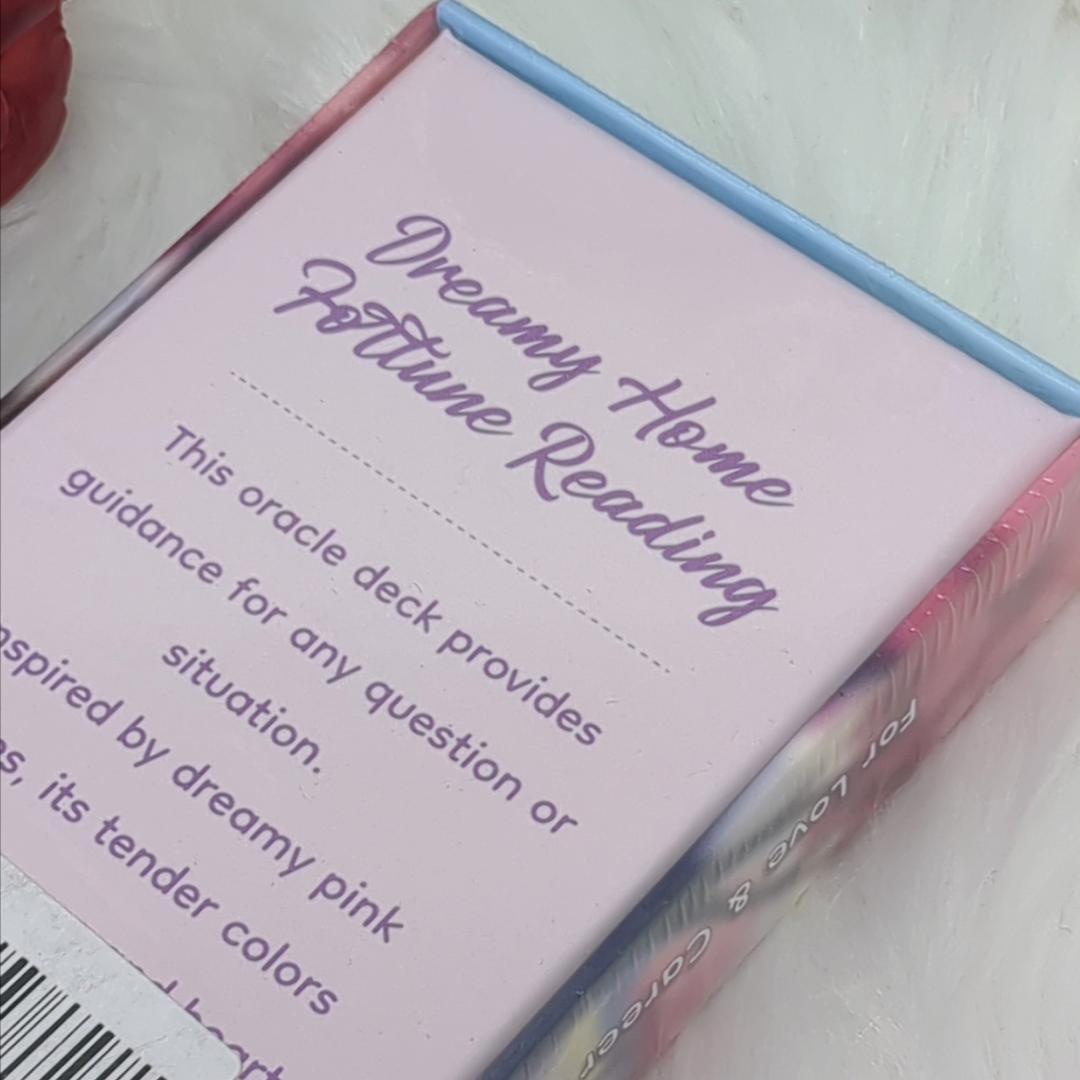 Dreamy Home
Fortune Reading
This oracle deck provides
guidance for any question or
situation.
by dreamy pink
its tender colors
For Love & Career